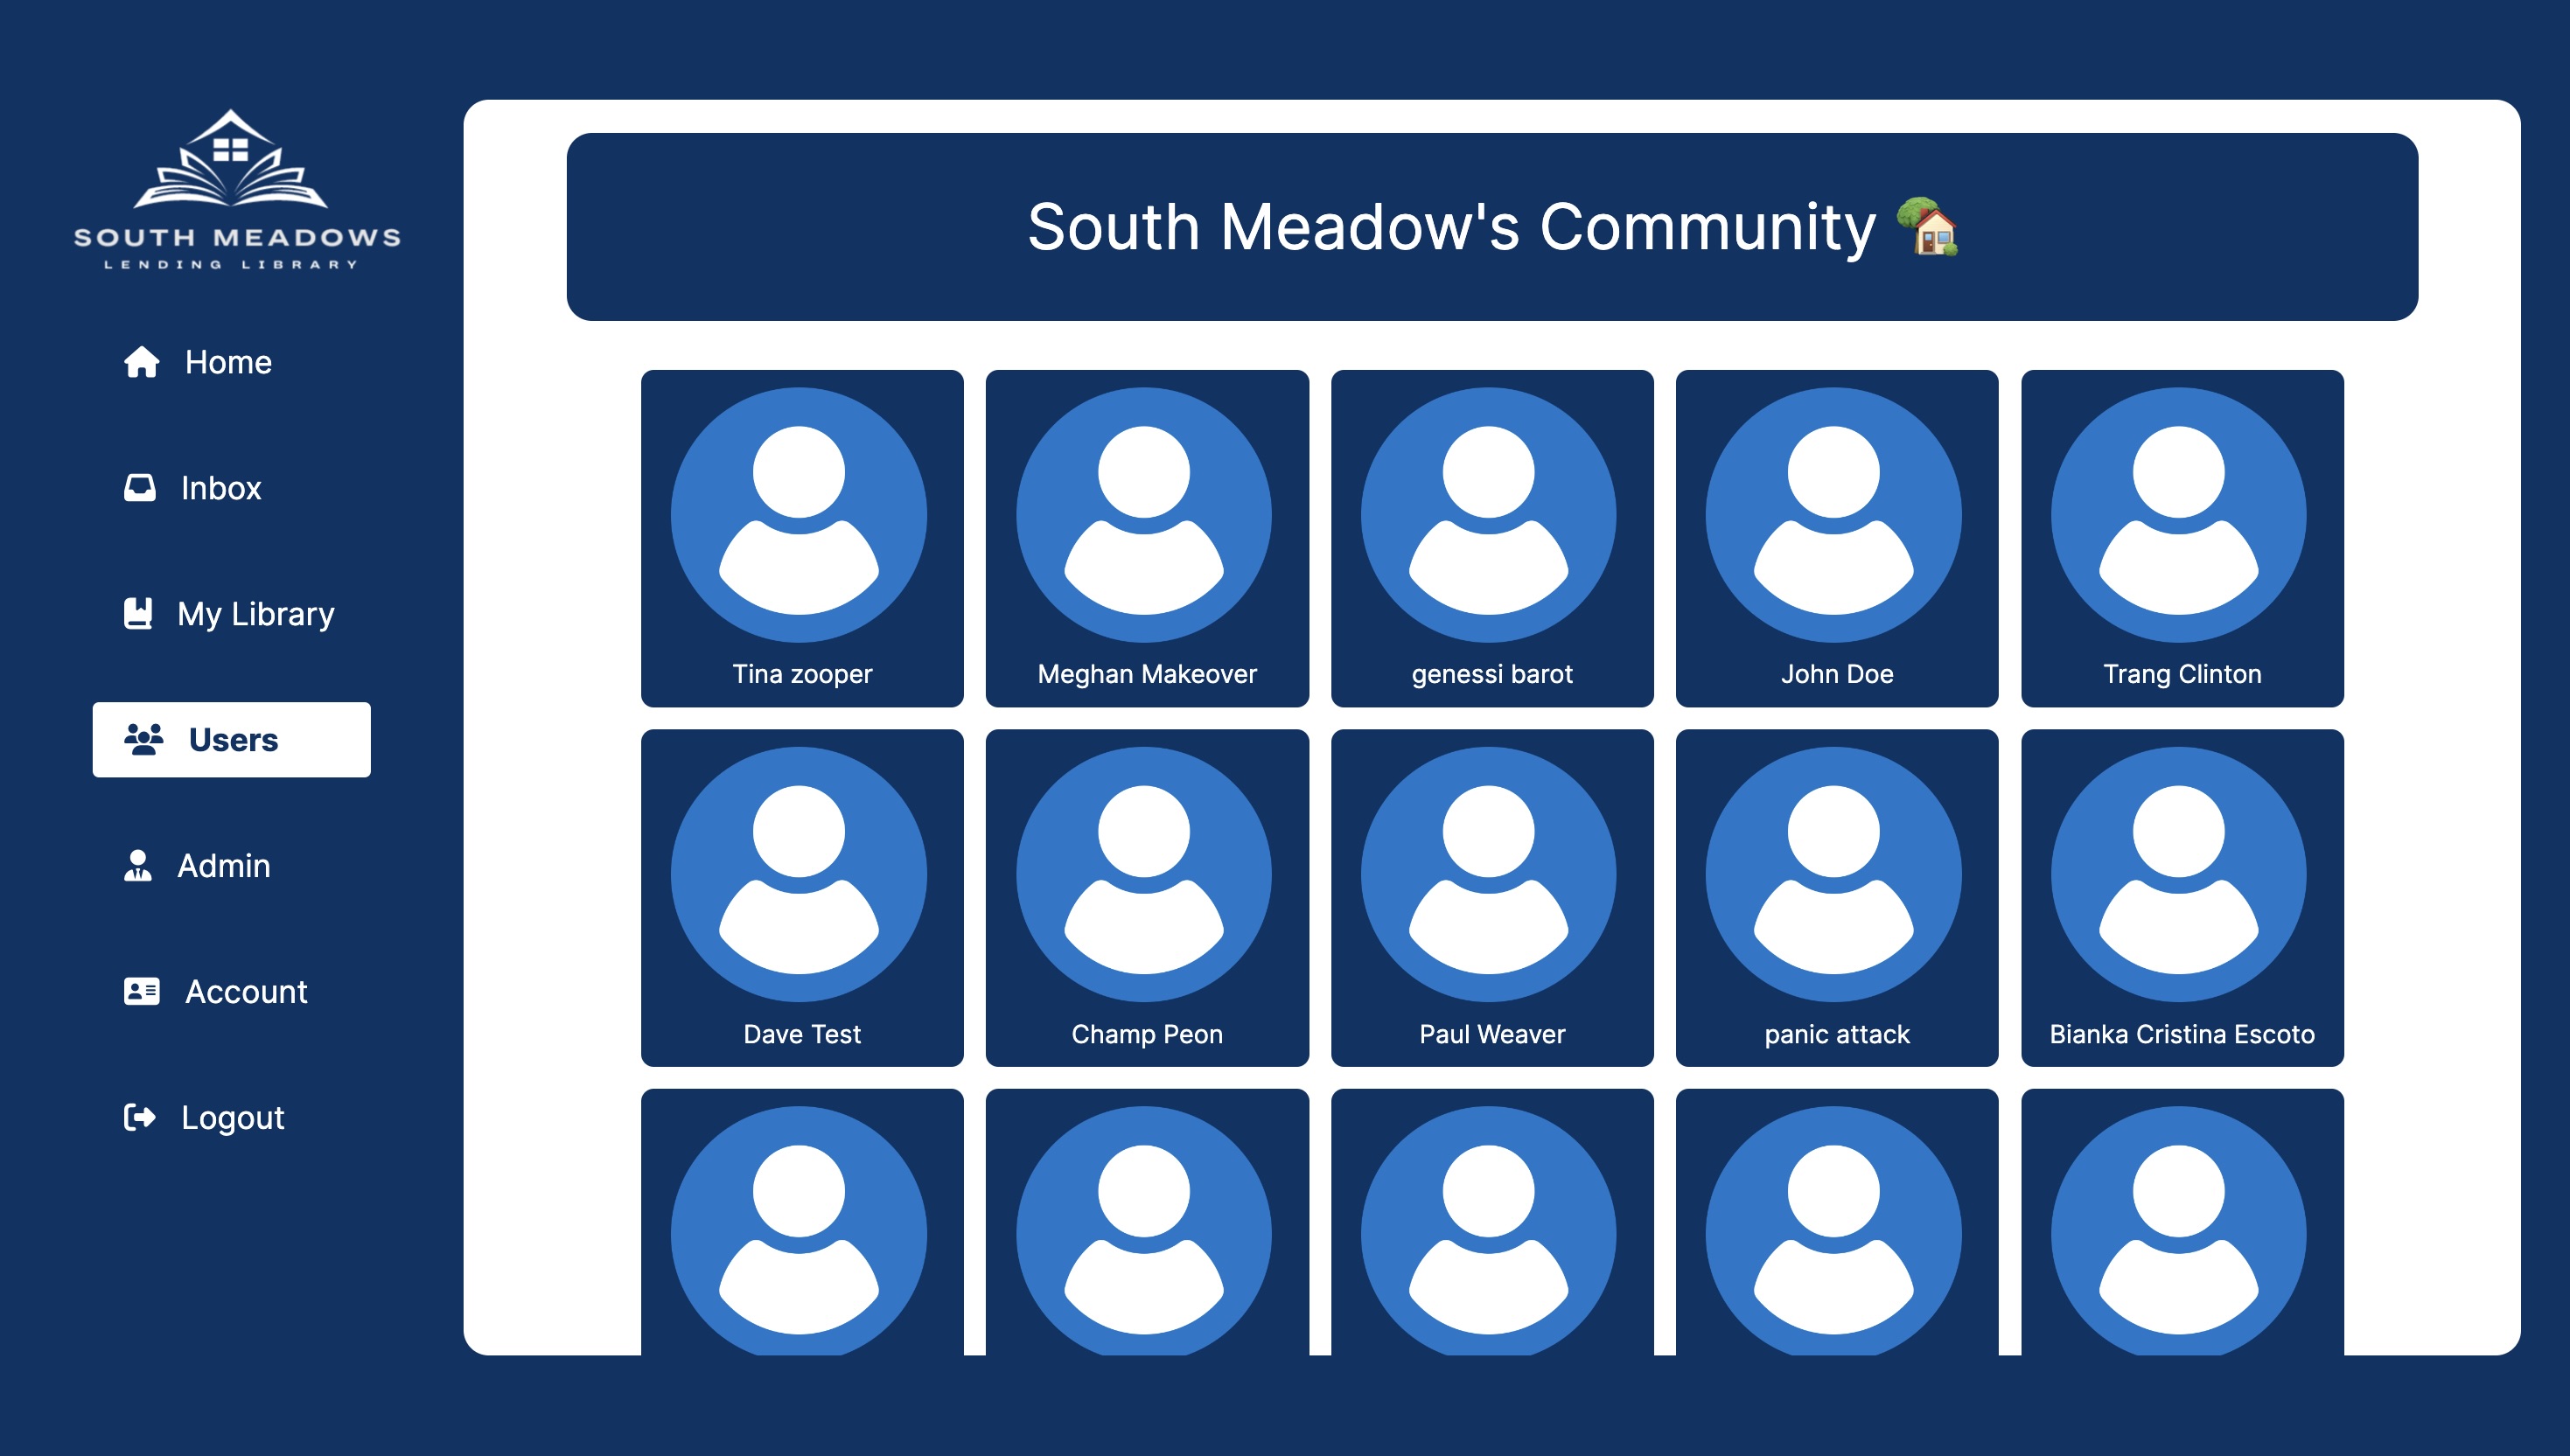 SOUTH MEADOWS
LENDING LIBRARY
Home
Inbox
My Library
Users
Admin
Account
Logout
South Meadow's Community
Tina zooper
Meghan Makeover
genessi barot
John Doe
Trang Clinton
Dave Test
Champ Peon
Paul Weaver
panic attack
Bianka Cristina Escoto